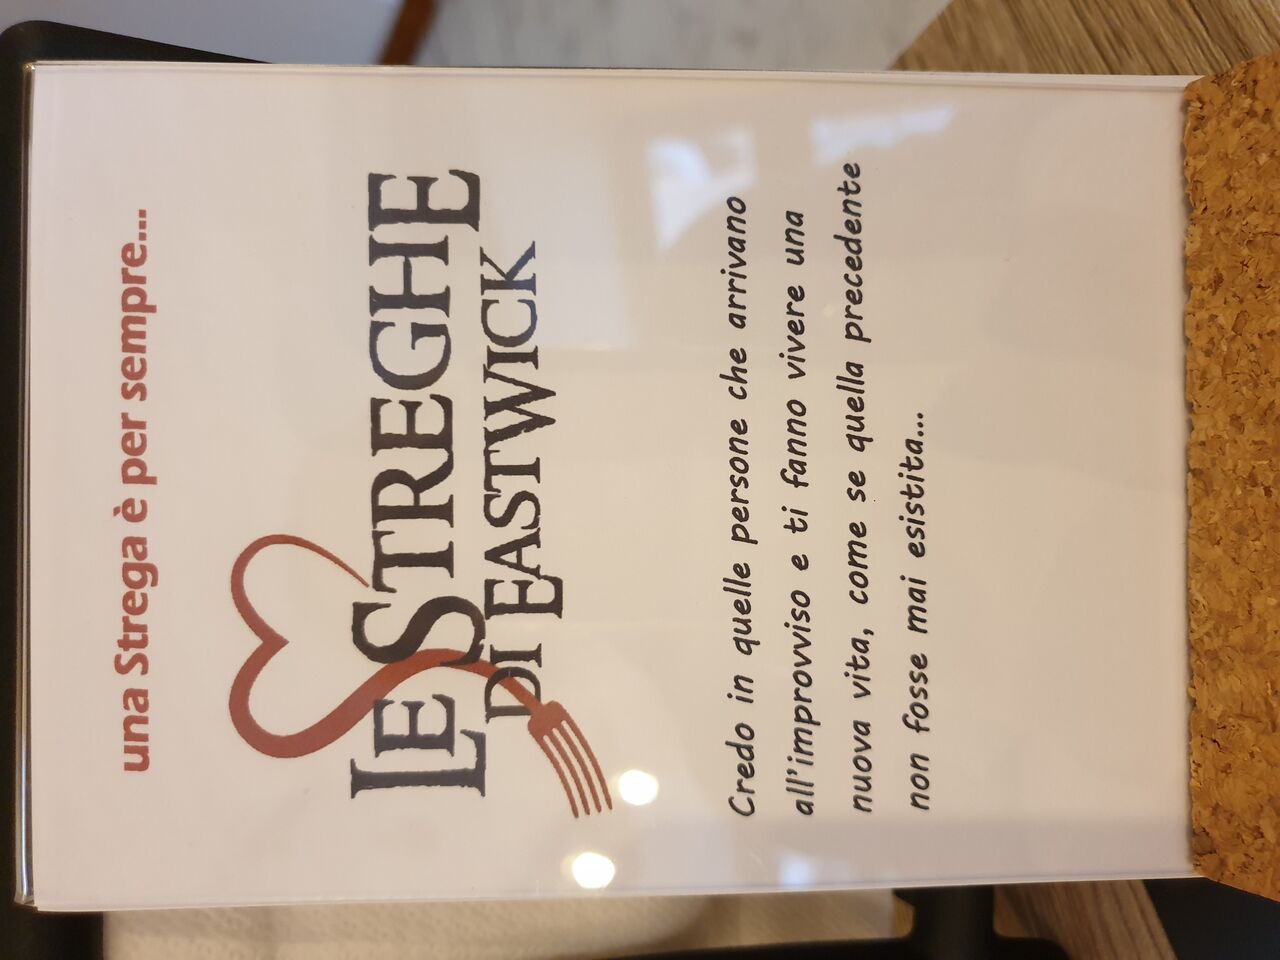 una Strega è per sempre...
LE STREGHE
DI EASTWICK
Credo in quelle persone che arrivano
all'improvviso e ti fanno vivere una
nuova vita, come se quella precedente
non fosse mai esistita...